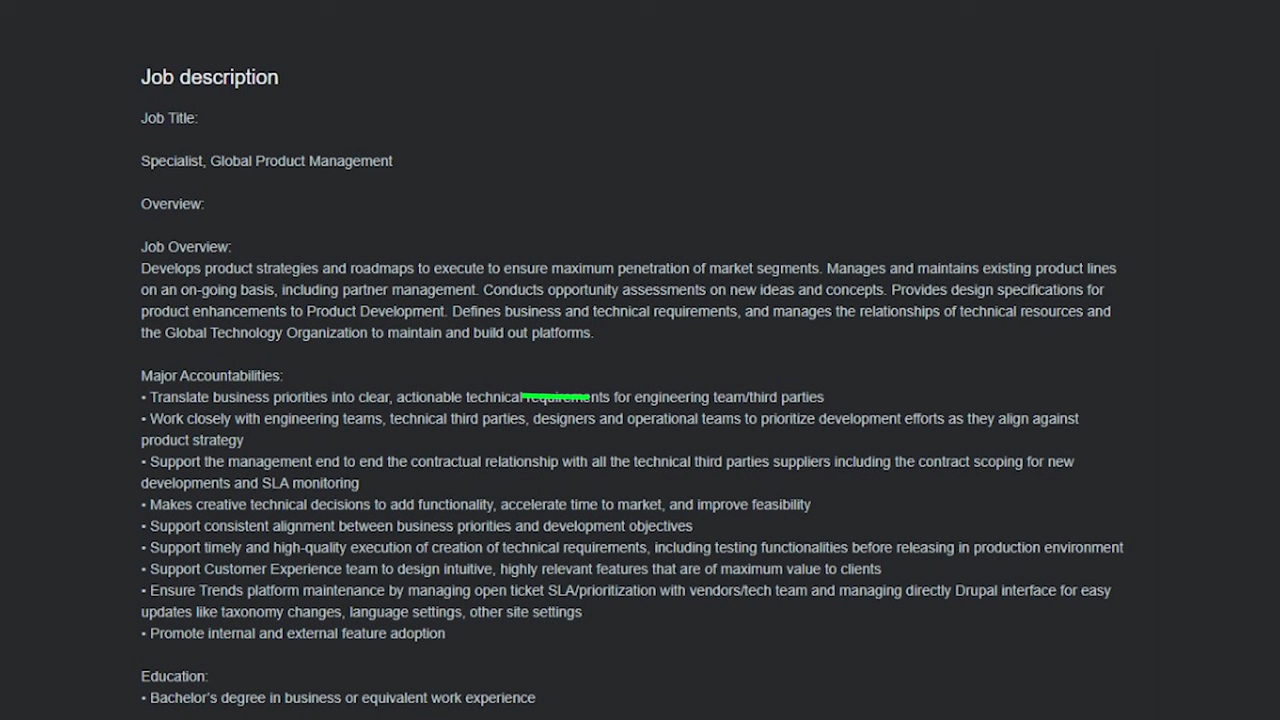 Job description
Job Title:
Specialist, Global Product Management
Overview:
Job Overview:
Develops product strategies and roadmaps to execute to ensure maximum penetration of market segments. Manages and maintains existing product lines
on an on-going basis, including partner management. Conducts opportunity assessments on new ideas and concepts. Provides design specifications for
product enhancements to Product Development. Defines business and technical requirements, and manages the relationships of technical resources and
the Global Technology Organization to maintain and build out platforms.
Major Accountabilities:
• Translate business priorities into clear, actionable technical requirements for engineering team/third parties
• Work closely with engineering teams, technical third parties, designers and operational teams to prioritize development efforts as they align against
product strategy
• Support the management end to end the contractual relationship with all the technical third parties suppliers including the contract scoping for new
developments and SLA monitoring
• Makes creative technical decisions to add functionality, accelerate time to market, and improve feasibility
• Support consistent alignment between business priorities and development objectives
• Support timely and high-quality execution of creation of technical requirements, including testing functionalities before releasing in production environment
• Support Customer Experience team to design intuitive, highly relevant features that are of maximum value to clients
• Ensure Trends platform maintenance by managing open ticket SLA/prioritization with vendors/tech team and managing directly Drupal interface for easy
updates like taxonomy changes, language settings, other site settings
• Promote internal and external feature adoption
Education:
• Bachelor's degree in business or equivalent work experience